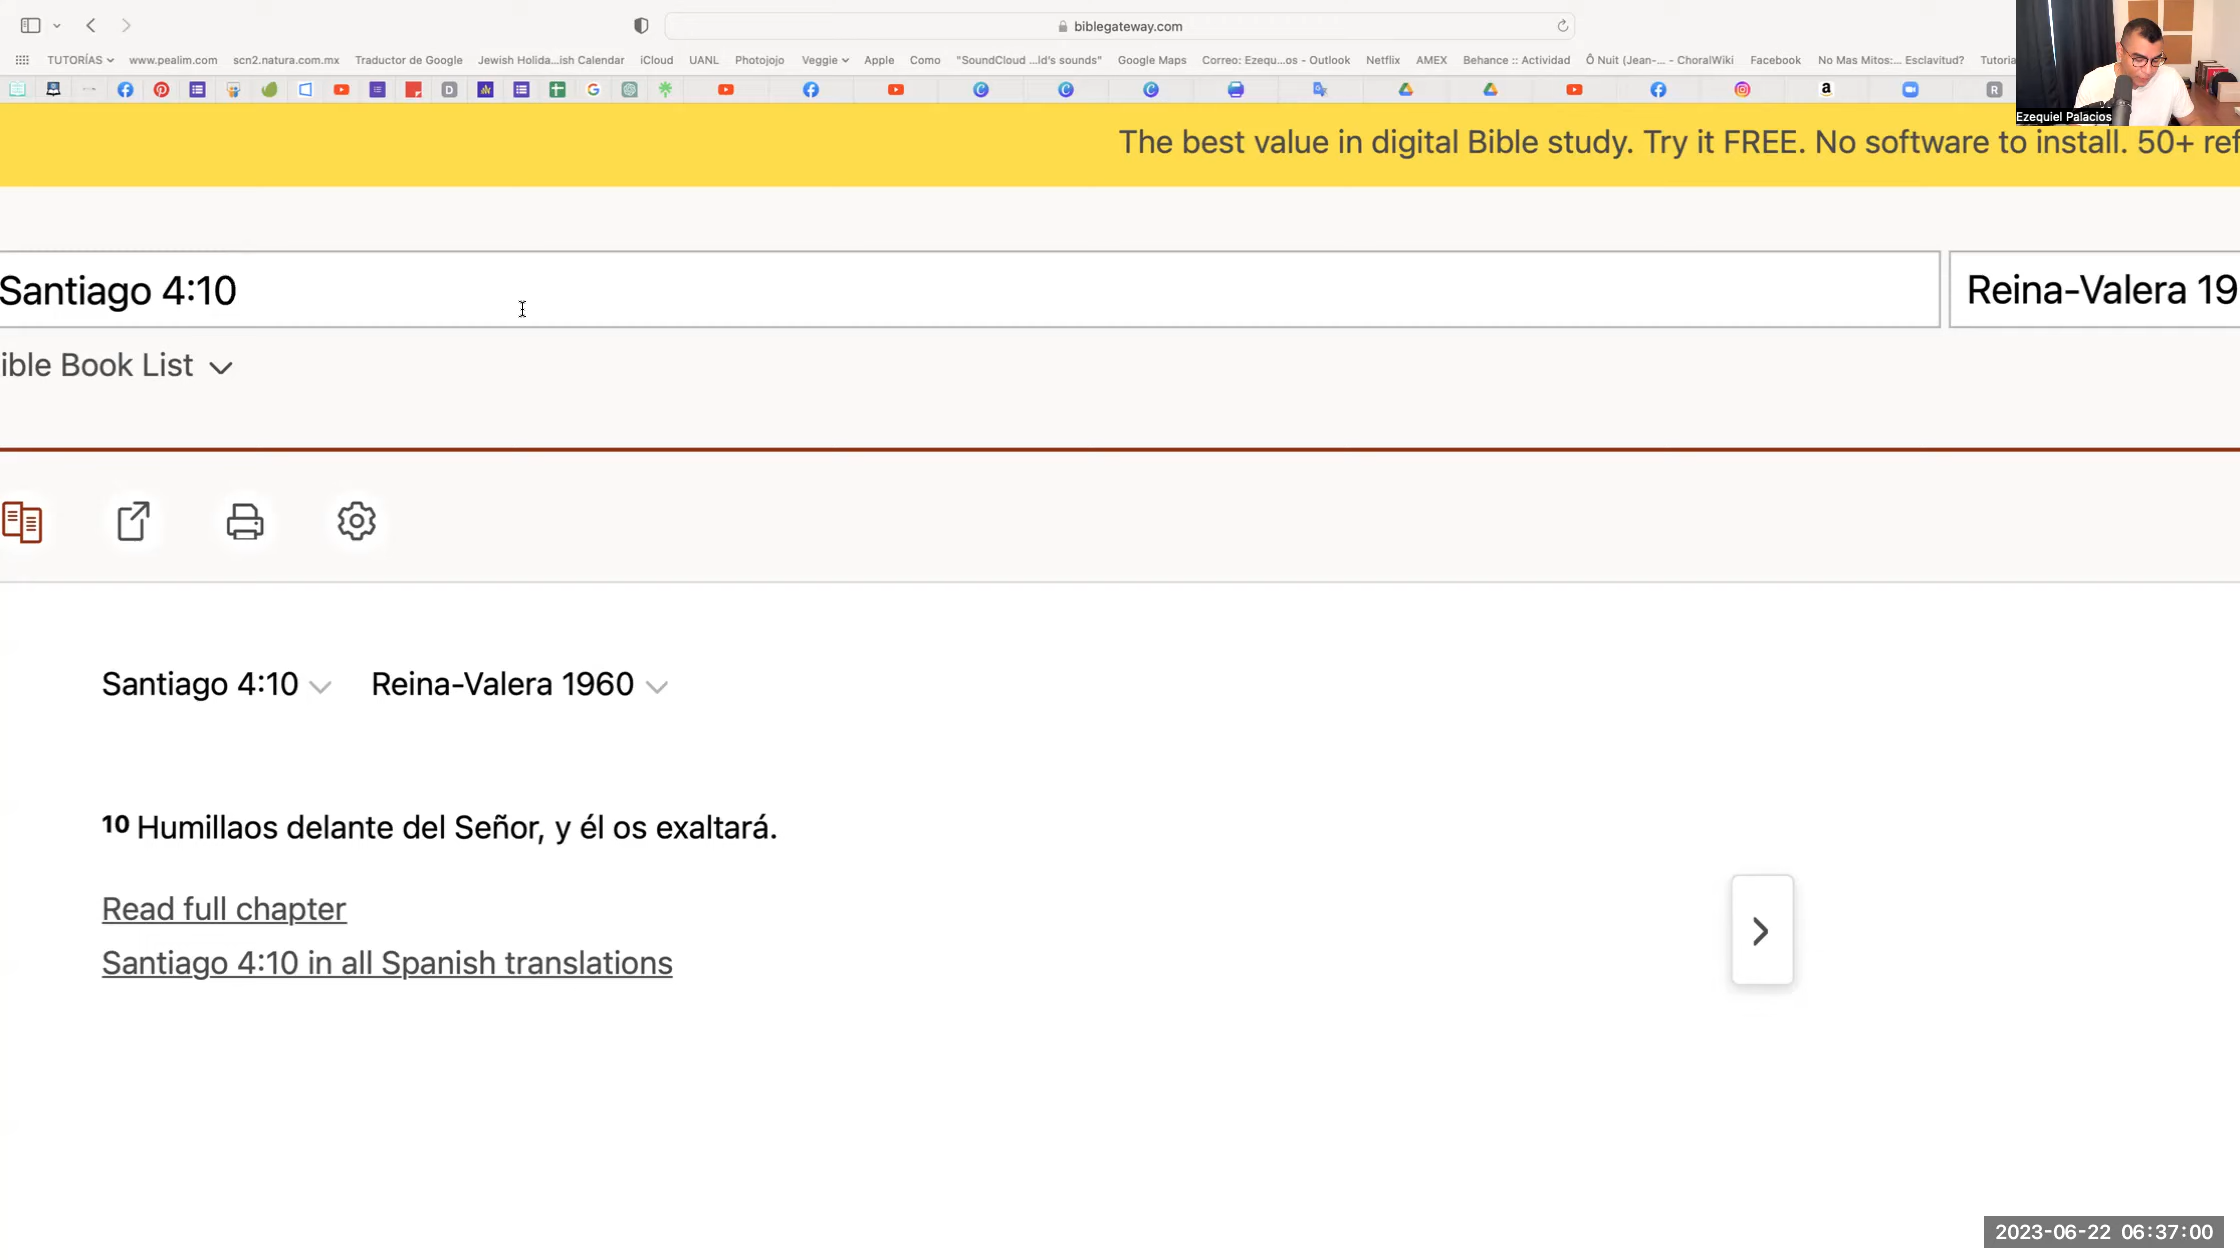 biblegateway.com
TUTORÍAS www.pealim.com scn2.natura.com.mx Traductor de Google Jewish Holida...ish Calendar iCloud UANL Photojojo Veggie Apple Como "SoundCloud ...ld's sounds" Google Maps Correo: Ezequ...os - Outlook Netflix AMEX Behance :: Actividad Ô Nuit (Jean-... - ChoralWiki Facebook No Mas Mitos:... Esclavitud? Tutoria
Ezequiel Palacios
The best value in digital Bible study. Try it FREE. No software to install. 50+ ref
Santiago 4:10
Reina-Valera 19
ible Book List
Santiago 4:10 Reina-Valera 1960
10 Humillaos delante del Señor, y él os exaltará.
Read full chapter
Santiago 4:10 in all Spanish translations
2023-06-22 06:37:00